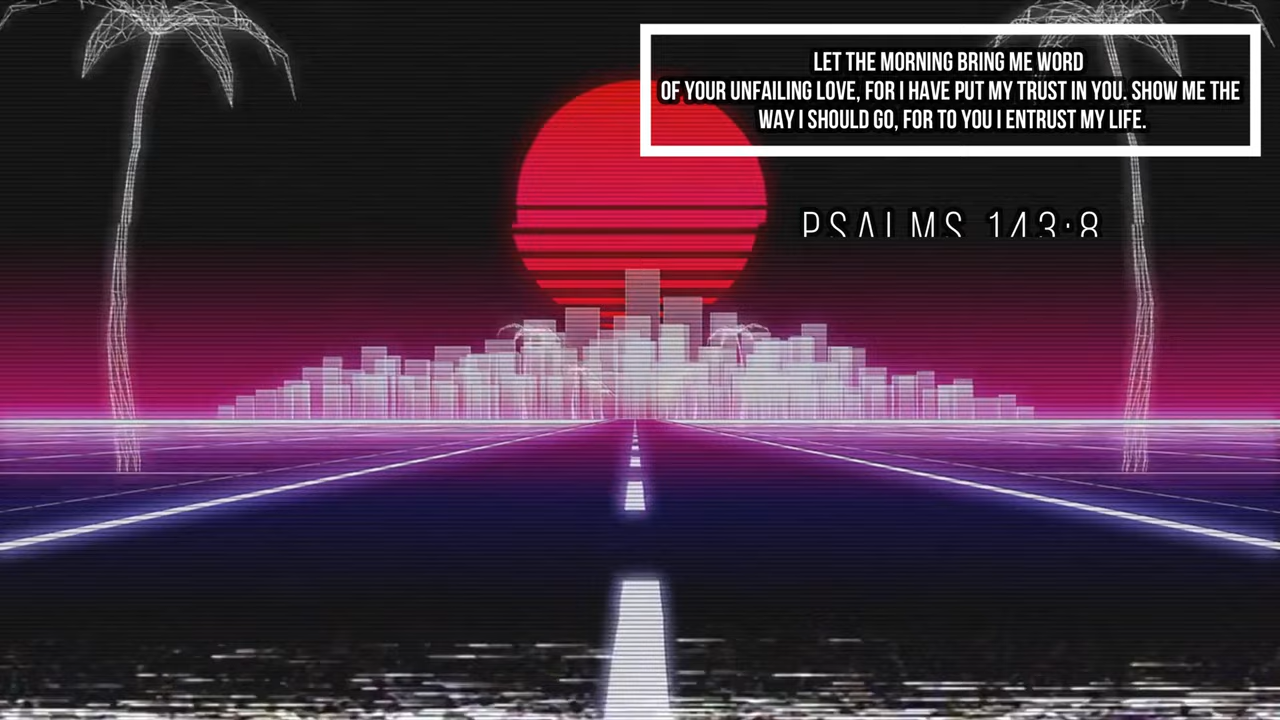 LET THE MORNING BRING ME WORD
OF YOUR UNFAILING LOVE, FOR I HAVE PUT MY TRUST IN YOU. SHOW ME THE
WAY I SHOULD GO, FOR TO YOU I ENTRUST MY LIFE.
PSALMS 143:8